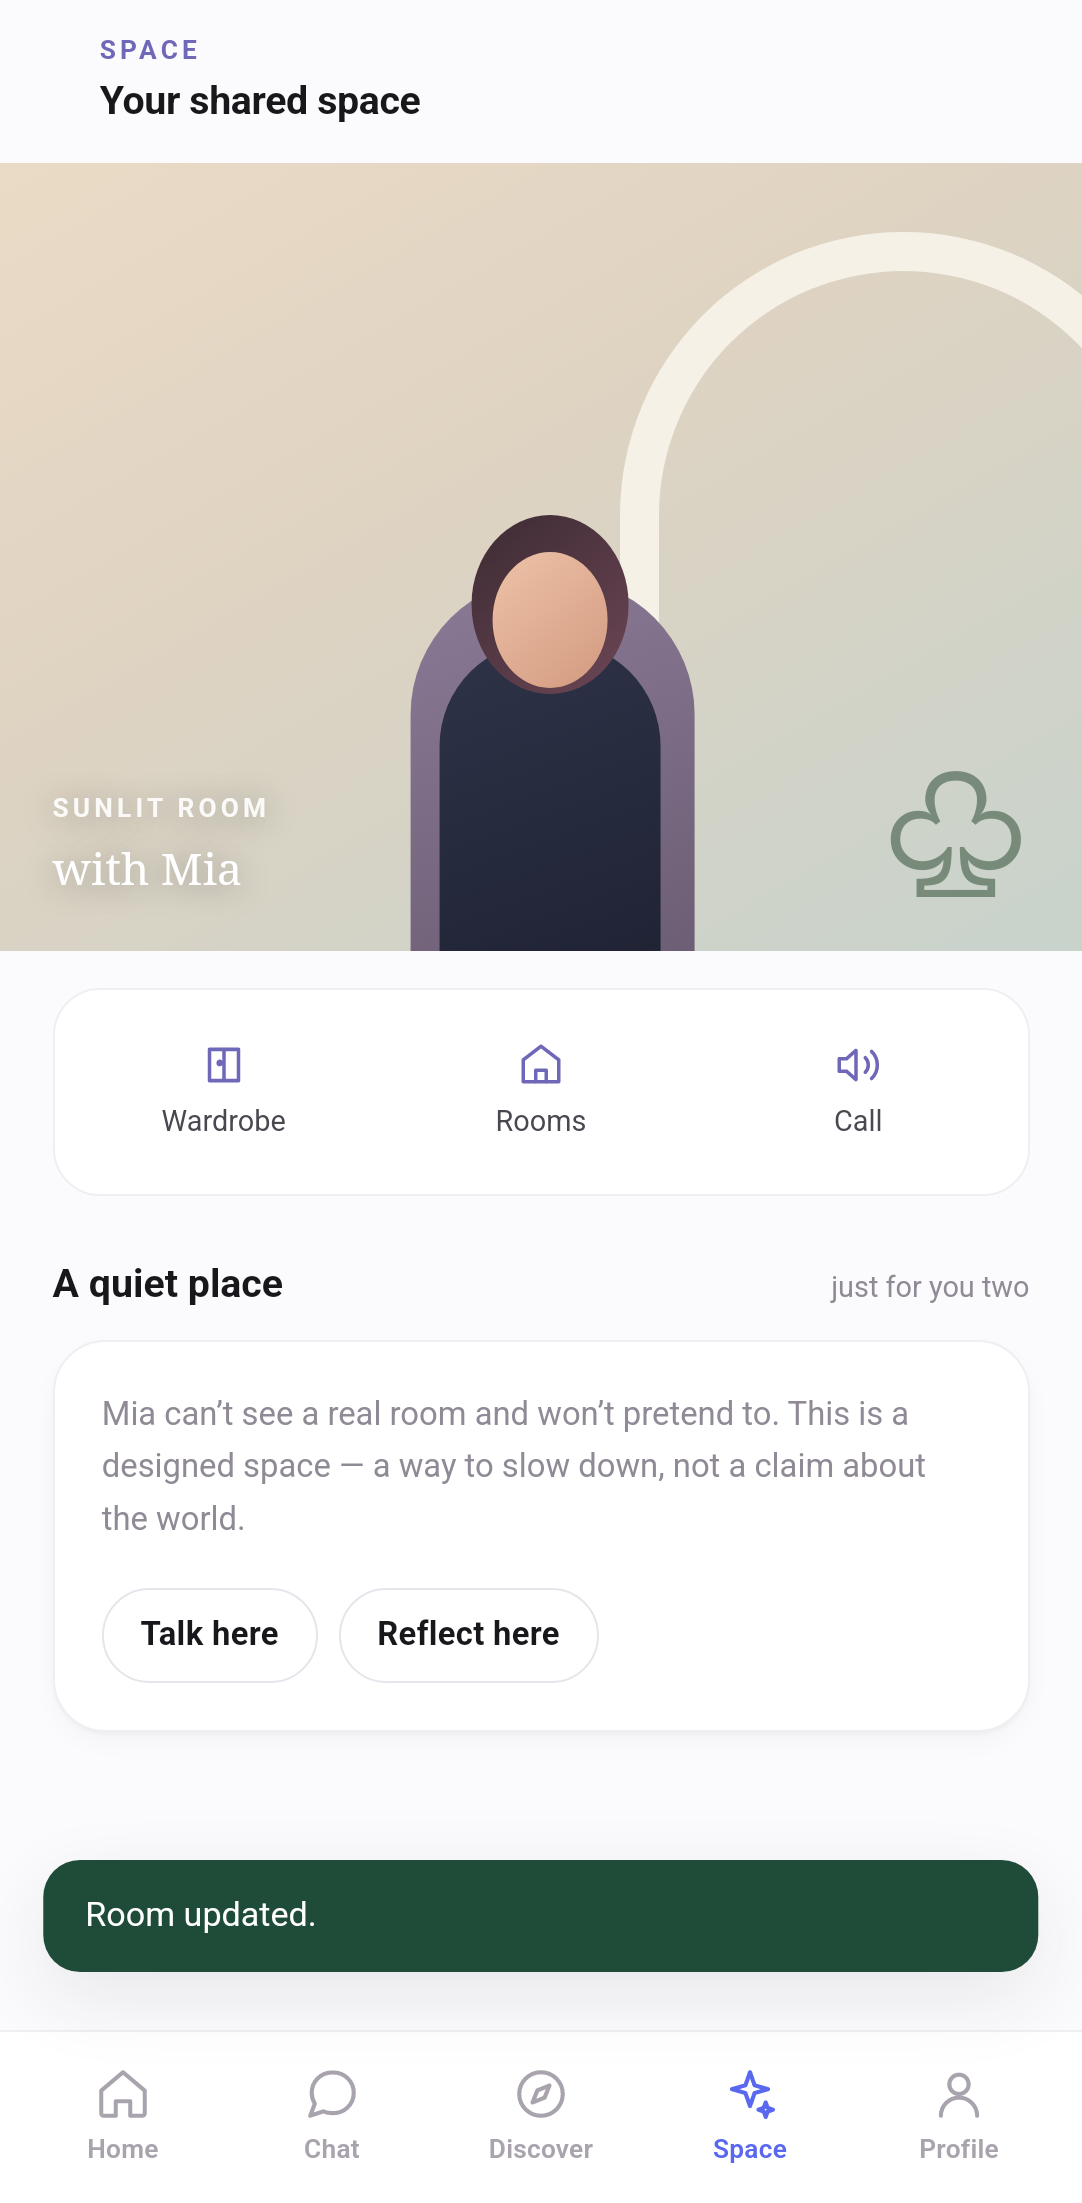 SPACE
Your shared space
SUNLIT ROOM
with Mia
Wardrobe
Rooms
Call
A quiet place
just for you two
Mia can’t see a real room and won’t pretend to. This is a
designed space — a way to slow down, not a claim about
the world.
Talk here
Reflect here
Room updated.
Home
Chat
Discover
Space
Profile